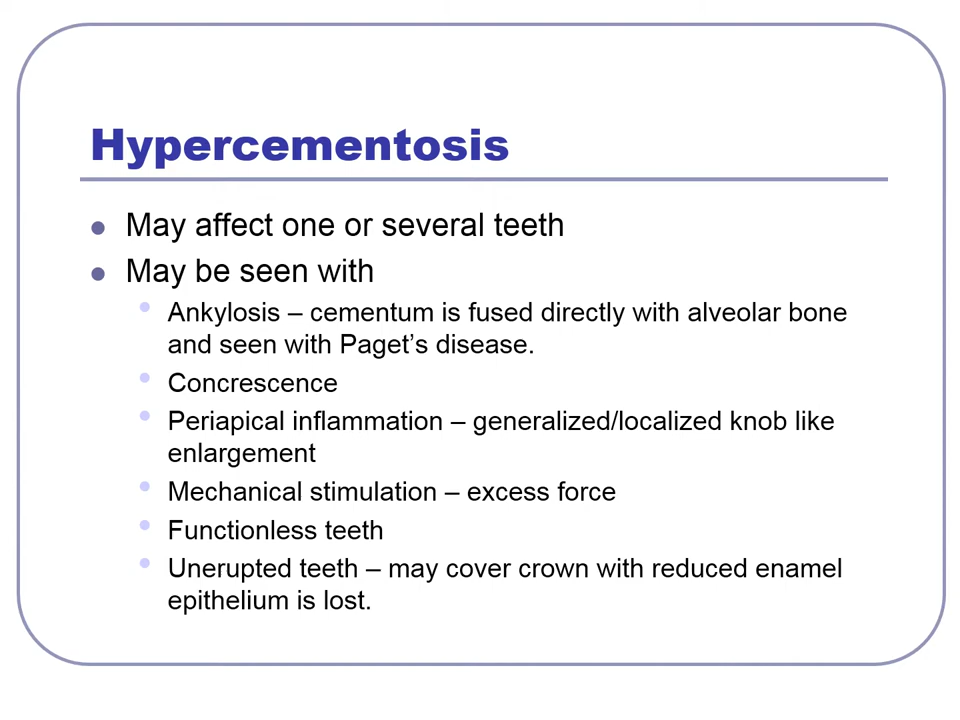 Hypercementosis
May affect one or several teeth
May be seen with
Ankylosis – cementum is fused directly with alveolar bone
and seen with Paget’s disease.
Concrescence
Periapical inflammation – generalized/localized knob like
enlargement
Mechanical stimulation – excess force
Functionless teeth
Unerupted teeth – may cover crown with reduced enamel
epithelium is lost.